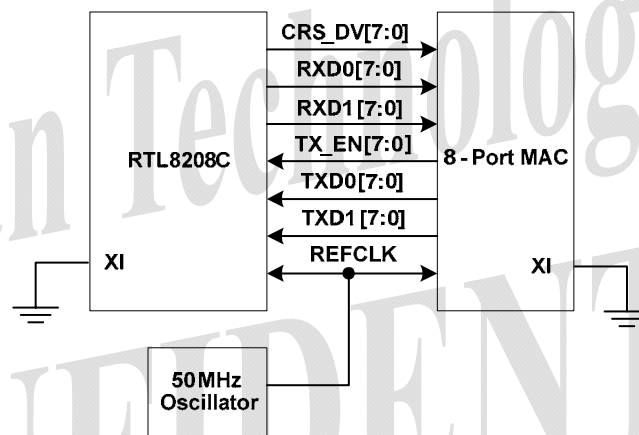 CRS_DV[7:0]
RXD0[7:0]
RXD1[7:0]
TX_EN[7:0]
RTL8208C
8-Port MAC
TXD0[7:0]
TXD1[7:0]
REFCLK
XI
XI
50MHz
Oscillator
Technolog